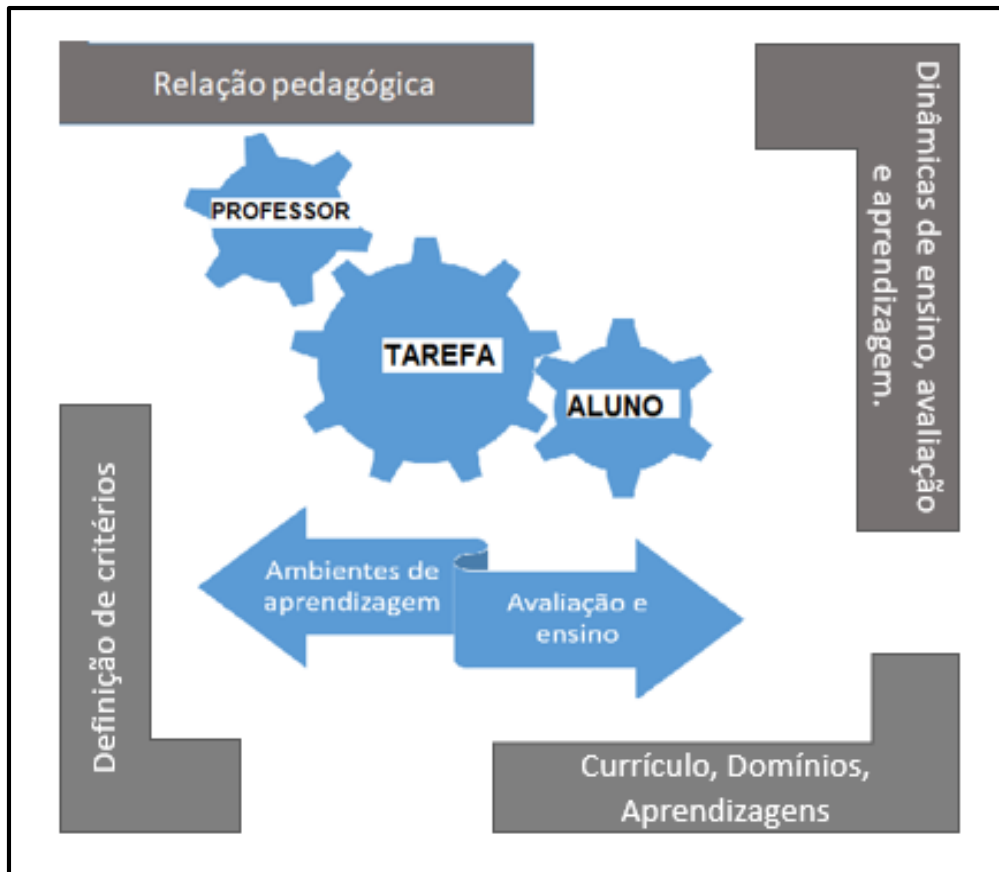 Relação pedagógica
Dinâmicas de ensino, avaliação
e aprendizagem.
PROFESSOR
TAREFA
ALUNO
Definição de critérios
Ambientes de
aprendizagem
Avaliação e
ensino
Currículo, Domínios,
Aprendizagens